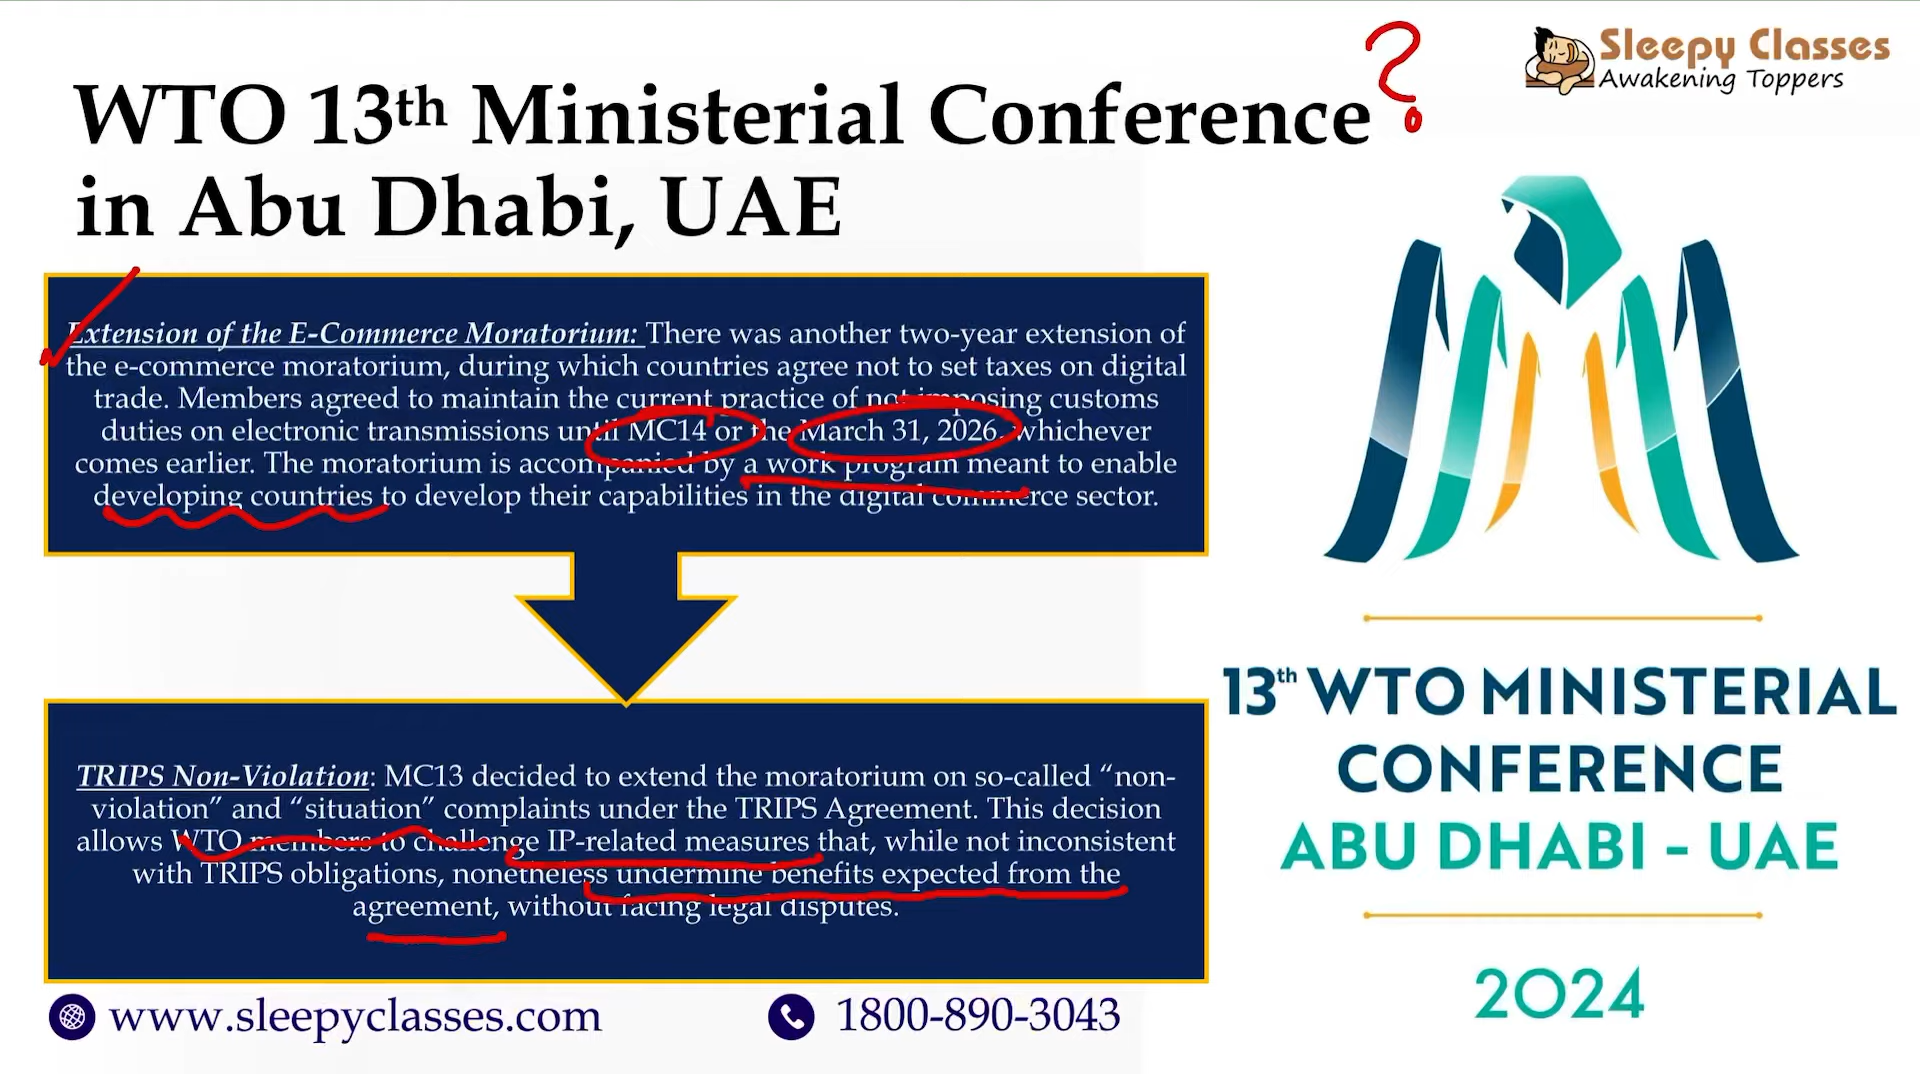 Sleepy Classes
Awakening Toppers
WTO 13th Ministerial Conference ?
in Abu Dhabi, UAE
Extension of the E-Commerce Moratorium: There was another two-year extension of
the e-commerce moratorium, during which countries agree not to set taxes on digital
trade. Members agreed to maintain the current practice of not imposing customs
duties on electronic transmissions until MC14 or the March 31, 2026, whichever
comes earlier. The moratorium is accompanied by a work program meant to enable
developing countries to develop their capabilities in the digital commerce sector.
TRIPS Non-Violation: MC13 decided to extend the moratorium on so-called “non-
violation” and “situation” complaints under the TRIPS Agreement. This decision
allows WTO members to challenge IP-related measures that, while not inconsistent
with TRIPS obligations, nonetheless undermine benefits expected from the
agreement, without facing legal disputes.
13th WTO MINISTERIAL
CONFERENCE
ABU DHABI - UAE
2024
www.sleepyclasses.com
1800-890-3043